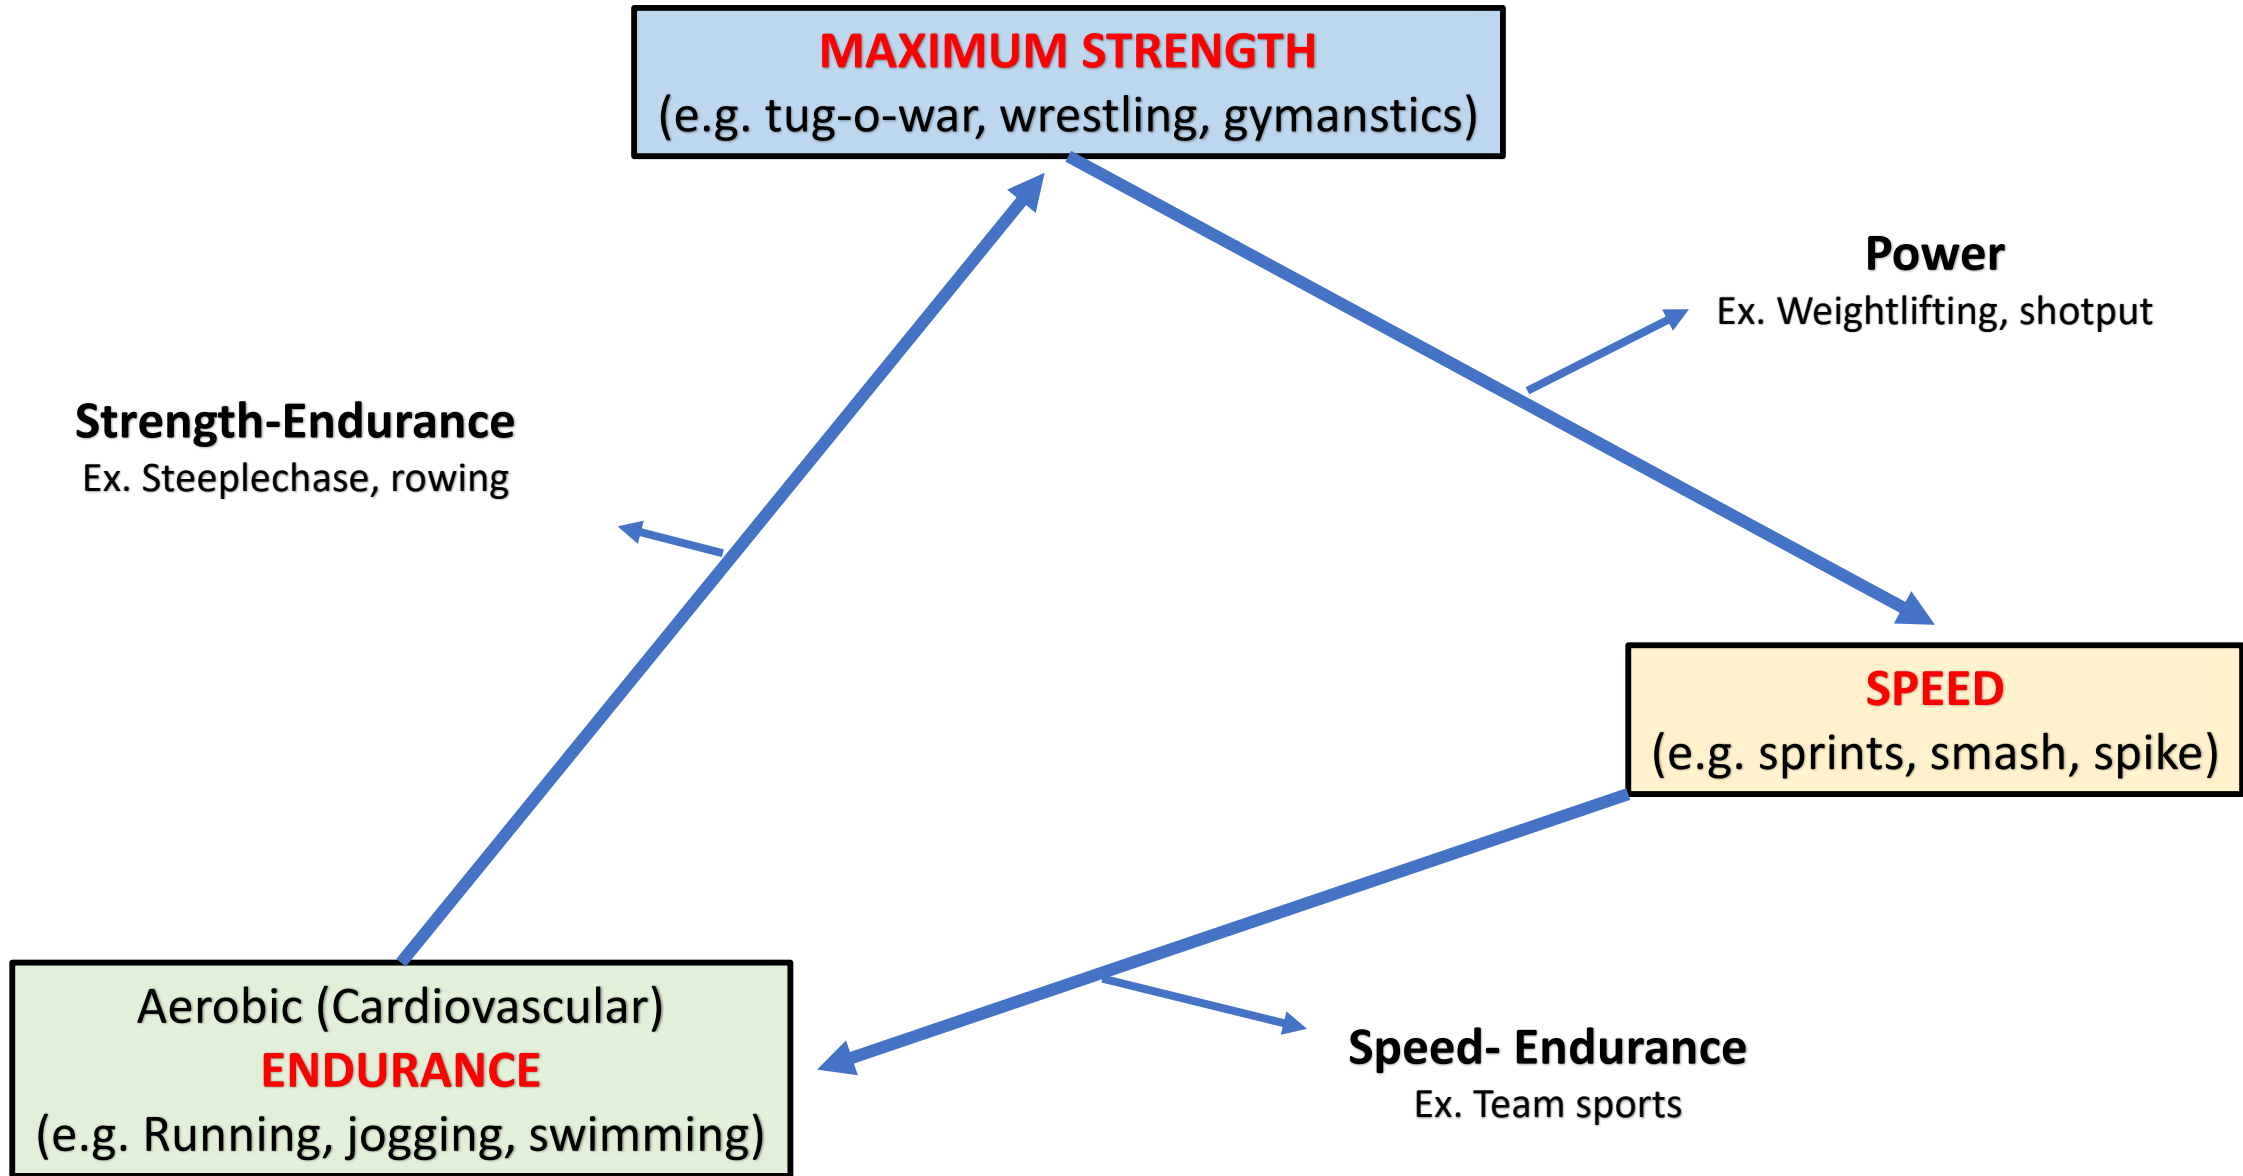 MAXIMUM STRENGTH
(e.g. tug-o-war, wrestling, gymanstics)
Power
Ex. Weightlifting, shotput
Strength-Endurance
Ex. Steeplechase, rowing
SPEED
(e.g. sprints, smash, spike)
Aerobic (Cardiovascular)
ENDURANCE
(e.g. Running, jogging, swimming)
Speed- Endurance
Ex. Team sports